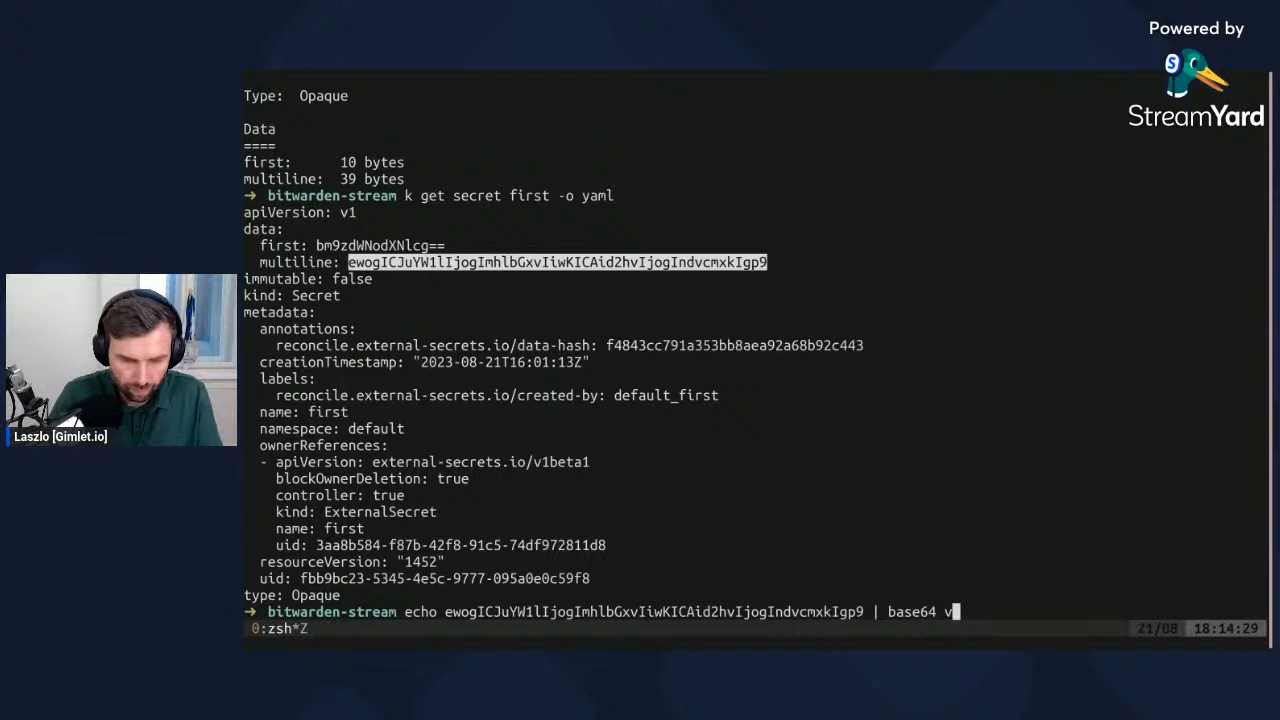 Powered by
StreamYard
Type:  Opaque
Data
====
first:      10 bytes
multiline:  39 bytes
➜  bitwarden-stream k get secret first -o yaml
apiVersion: v1
data:
  first: bm9zdWNodXNlcg==
  multiline: ewogICJuYW1lIjogImhlbGxvIiwKICAid2hvIjogIndvcmxkIgp9
immutable: false
kind: Secret
metadata:
  annotations:
    reconcile.external-secrets.io/data-hash: f4843cc791a353bb8aea92a68b92c443
  creationTimestamp: "2023-08-21T16:01:13Z"
  labels:
    reconcile.external-secrets.io/created-by: default_first
  name: first
  namespace: default
  ownerReferences:
  - apiVersion: external-secrets.io/v1beta1
    blockOwnerDeletion: true
    controller: true
    kind: ExternalSecret
    name: first
    uid: 3aa8b584-f87b-42f8-91c5-74df972811d8
  resourceVersion: "1452"
  uid: fbb9bc23-5345-4e5c-9777-095a0e0c59f8
type: Opaque
➜  bitwarden-stream echo ewogICJuYW1lIjogImhlbGxvIiwKICAid2hvIjogIndvcmxkIgp9 | base64 v
0:zsh*Z
21/08  18:14:29
Laszlo [Gimlet.io]